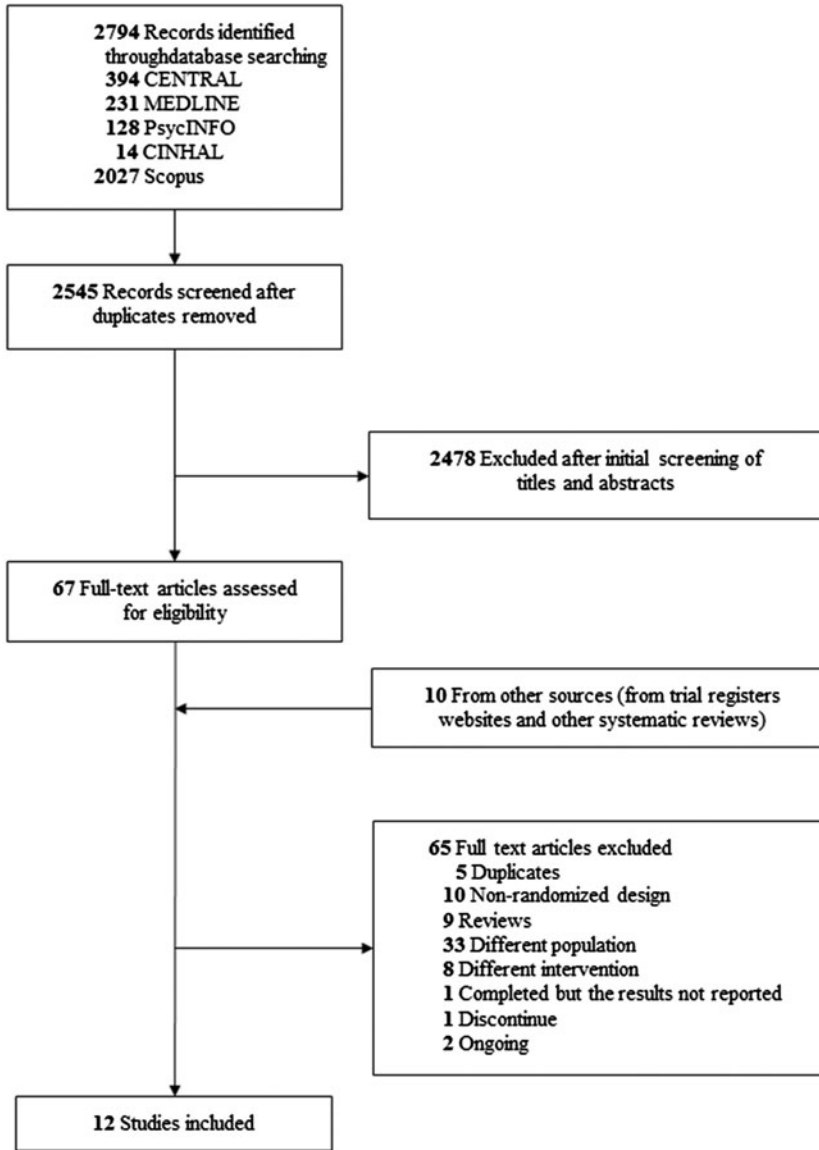 2794 Records identified
throughdatabase searching
394 CENTRAL
231 MEDLINE
128 PsycINFO
14 CINHAL
2027 Scopus
2545 Records screened after
duplicates removed
2478 Excluded after initial screening of
titles and abstracts
67 Full-text articles assessed
for eligibility
10 From other sources (from trial registers
websites and other systematic reviews)
65 Full text articles excluded
5 Duplicates
10 Non-randomized design
9 Reviews
33 Different population
8 Different intervention
1 Completed but the results not reported
1 Discontinue
2 Ongoing
12 Studies included